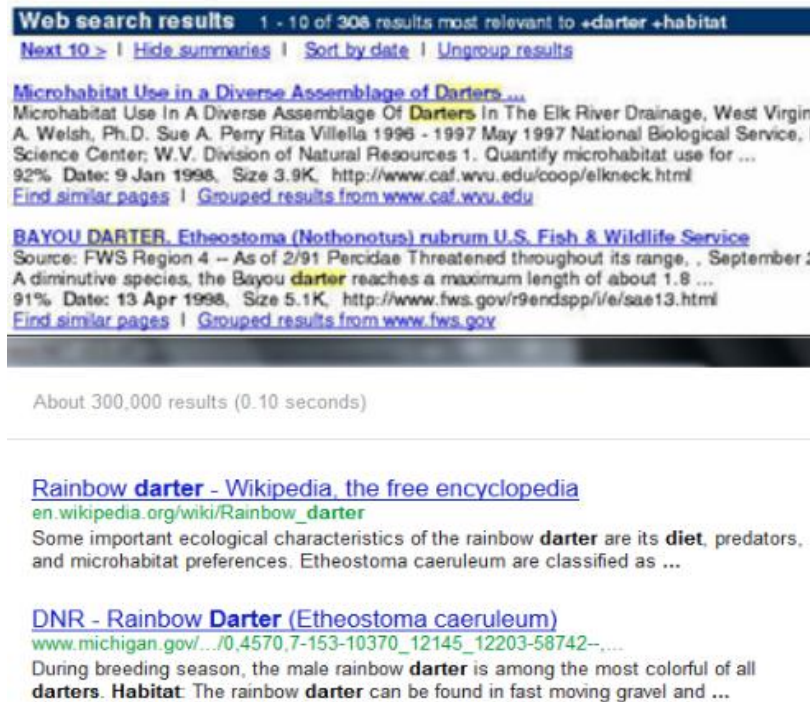 Web search results 1 - 10 of 308 results most relevant to +darter +habitat
Next 10 > | Hide summaries | Sort by date | Ungroup results
Microhabitat Use in a Diverse Assemblage of Darters ...
Microhabitat Use In A Diverse Assemblage Of Darters In The Elk River Drainage, West Virgin
A. Welsh, Ph.D. Sue A. Perry Rita Villella 1996 - 1997 May 1997 National Biological Service,
Science Center; W.V. Division of Natural Resources 1. Quantify microhabitat use for ...
92% Date: 9 Jan 1998, Size 3.9K, http://www.caf.wvu.edu/coop/elkneck.html
Find similar pages | Grouped results from www.caf.wvu.edu
BAYOU DARTER, Etheostoma (Nothonotus) rubrum U.S. Fish & Wildlife Service
Source: FWS Region 4 -- As of 2/91 Percidae Threatened throughout its range, . September 2
A diminutive species, the Bayou darter reaches a maximum length of about 1.8 ...
91% Date: 13 Apr 1998, Size 5.1K, http://www.fws.gov/r9endspp/i/e/sae13.html
Find similar pages | Grouped results from www.fws.gov
About 300,000 results (0.10 seconds)
Rainbow darter - Wikipedia, the free encyclopedia
en.wikipedia.org/wiki/Rainbow_darter
Some important ecological characteristics of the rainbow darter are its diet, predators,
and microhabitat preferences. Etheostoma caeruleum are classified as ...
DNR - Rainbow Darter (Etheostoma caeruleum)
www.michigan.gov/.../0,4570,7-153-10370_12145_12203-58742--,...
During breeding season, the male rainbow darter is among the most colorful of all
darters. Habitat: The rainbow darter can be found in fast moving gravel and ...